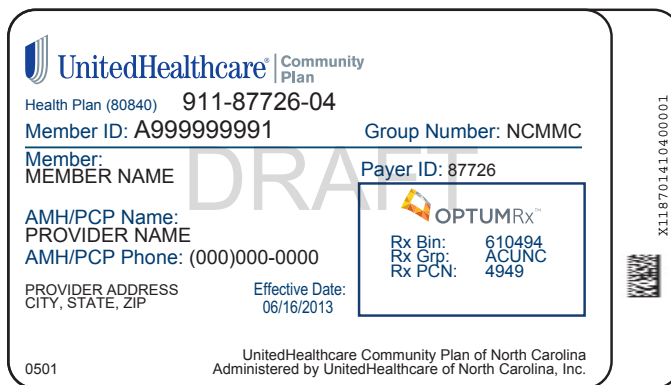 UnitedHealthcare® Community Plan
Health Plan (80840) 911-87726-04
Member ID: A999999991 Group Number: NCMMC
DRAFT
Member:
MEMBER NAME
Payer ID: 87726
AMH/PCP Name:
PROVIDER NAME
AMH/PCP Phone: (000)000-0000
PROVIDER ADDRESS
CITY, STATE, ZIP
Effective Date:
06/16/2013
OPTUMRx™
Rx Bin: 610494
Rx Grp: ACUNC
Rx PCN: 4949
0501
UnitedHealthcare Community Plan of North Carolina
Administered by UnitedHealthcare of North Carolina, Inc.
X118701410400001